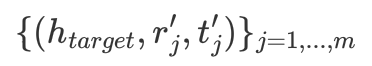 {(h_{target}, r'_j, t'_j)}_{j=1,...,m}